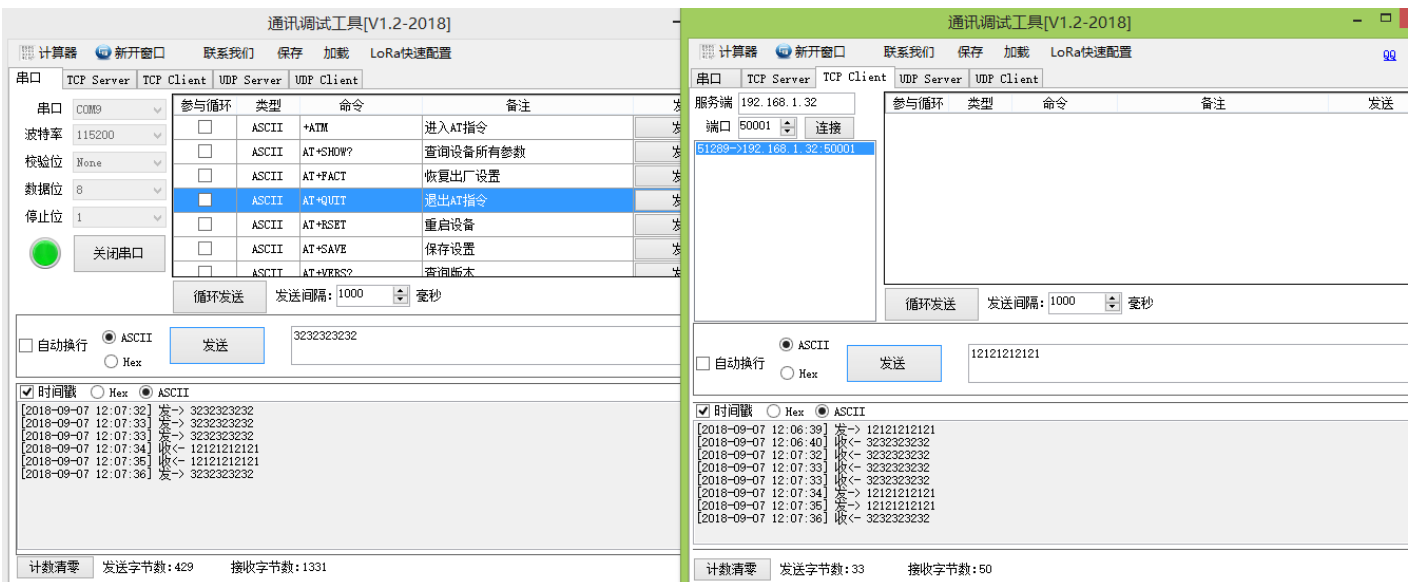 通讯调试工具[V1.2-2018]
计算器 新开窗口 联系我们 保存 加载 LoRa快速配置
串口 TCP Server TCP Client UDP Server UDP Client
串口 COM9
波特率 115200
校验位 None
数据位 8
停止位 1
关闭串口
参与循环 类型 命令 备注
ASCII +ATM 进入AT指令
ASCII AT+SHOW? 查询设备所有参数
ASCII AT+FACT 恢复出厂设置
ASCII AT+QUIT 退出AT指令
ASCII AT+RSET 重启设备
ASCII AT+SAVE 保存设置
ASCII AT+VERS? 查询版本
循环发送 发送间隔: 1000 毫秒
自动换行 ASCII Hex 发送 3232323232
时间戳 Hex ASCII
[2018-09-07 12:07:32] 发-> 3232323232
[2018-09-07 12:07:33] 发-> 3232323232
[2018-09-07 12:07:33] 发-> 3232323232
[2018-09-07 12:07:34] 收<- 12121212121
[2018-09-07 12:07:35] 收<- 12121212121
[2018-09-07 12:07:36] 发-> 3232323232
计数清零 发送字节数:429 接收字节数:1331
通讯调试工具[V1.2-2018]
计算器 新开窗口 联系我们 保存 加载 LoRa快速配置 QQ
串口 TCP Server TCP Client UDP Server UDP Client
服务端 192.168.1.32
端口 50001 连接
51289->192.168.1.32:50001
参与循环 类型 命令 备注 发送
循环发送 发送间隔: 1000 毫秒
自动换行 ASCII Hex 发送 12121212121
时间戳 Hex ASCII
[2018-09-07 12:06:39] 发-> 12121212121
[2018-09-07 12:06:40] 收<- 3232323232
[2018-09-07 12:07:32] 收<- 3232323232
[2018-09-07 12:07:33] 收<- 3232323232
[2018-09-07 12:07:33] 收<- 3232323232
[2018-09-07 12:07:34] 发-> 12121212121
[2018-09-07 12:07:35] 发-> 12121212121
[2018-09-07 12:07:36] 收<- 3232323232
计数清零 发送字节数:33 接收字节数:50